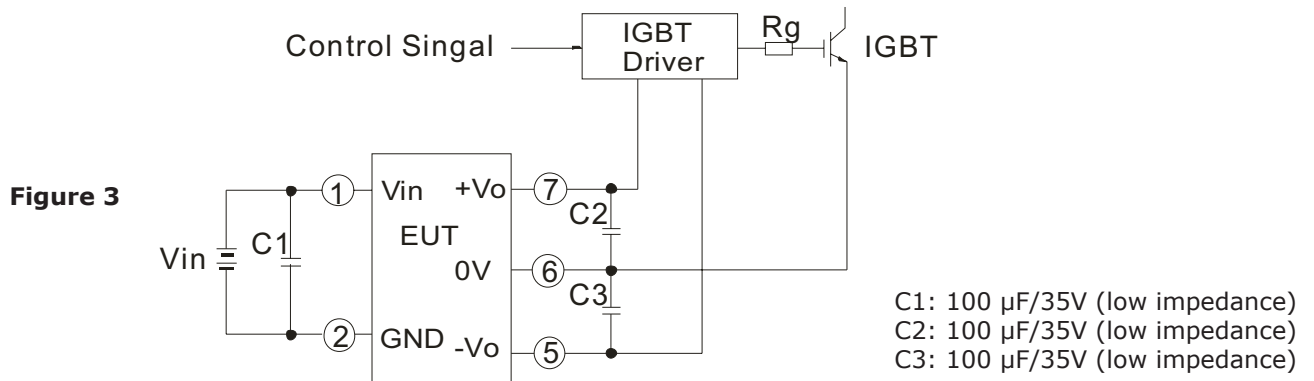 Control Singal
IGBT
Driver
Rg
IGBT
Figure 3
Vin
C1
1
2
Vin
+Vo
EUT
0V
GND
-Vo
7
6
5
C2
C3
C1: 100 µF/35V (low impedance)
C2: 100 µF/35V (low impedance)
C3: 100 µF/35V (low impedance)